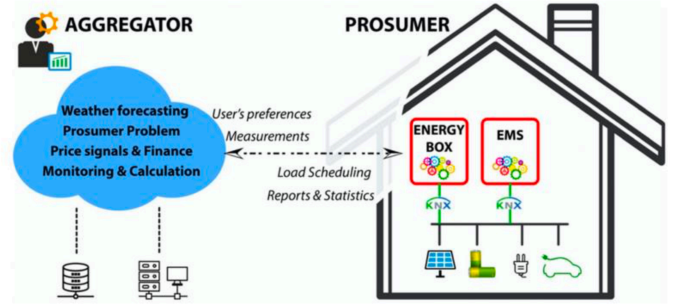 AGGREGATOR
PROSUMER
Weather forecasting
Prosumer Problem
Price signals & Finance
Monitoring & Calculation
User's preferences
Measurements
Load Scheduling
Reports & Statistics
ENERGY
BOX
EMS
KNX
KNX